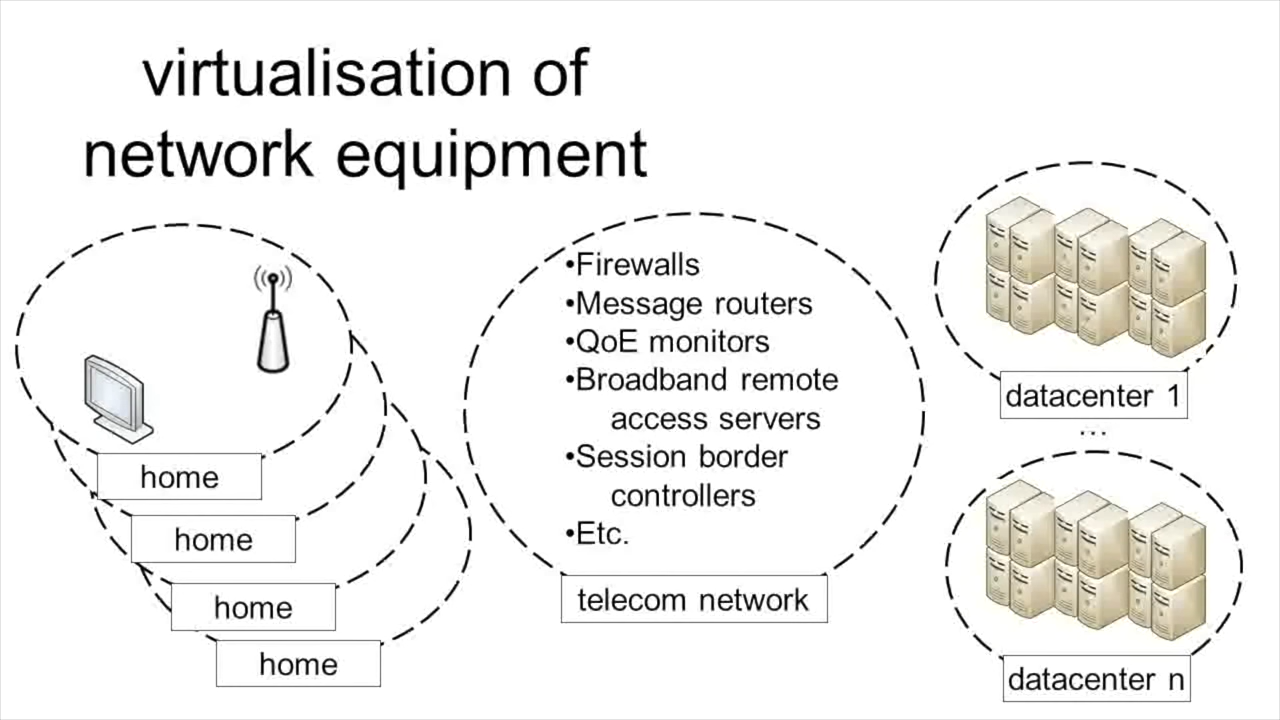 virtualisation of
network equipment
•Firewalls
•Message routers
•QoE monitors
•Broadband remote
access servers
•Session border
controllers
•Etc.
telecom network
home
home
home
home
datacenter 1
...
datacenter n